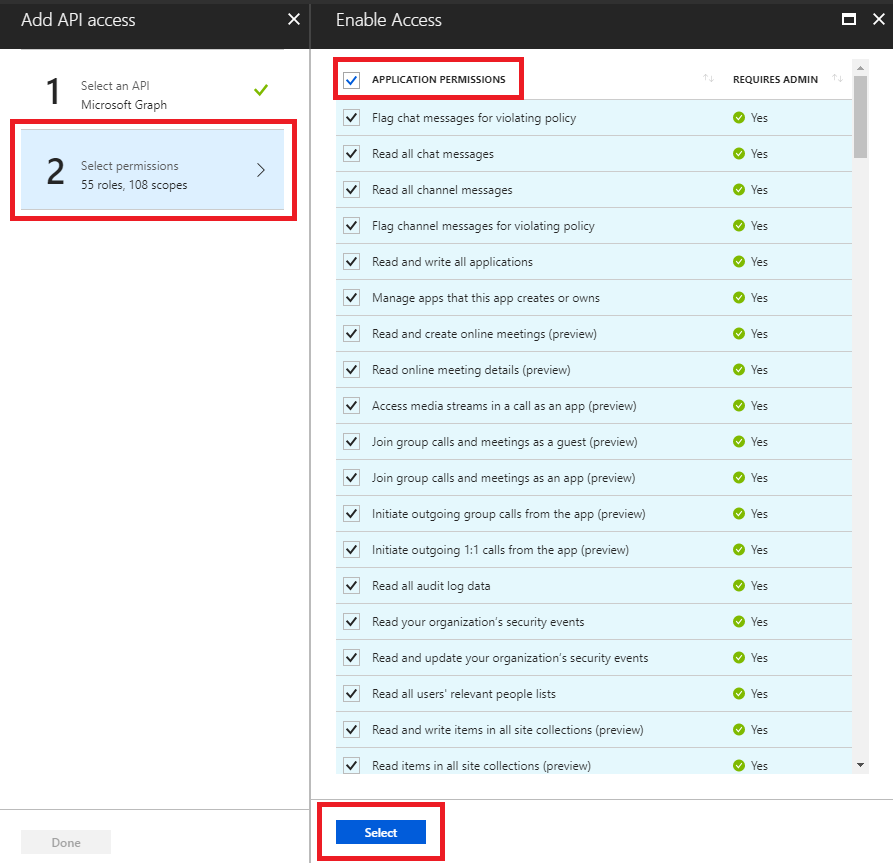 Add API access
1
Select an API
Microsoft Graph
2
Select permissions
55 roles, 108 scopes
Done
Enable Access
APPLICATION PERMISSIONS REQUIRES ADMIN
Flag chat messages for violating policy Yes
Read all chat messages Yes
Read all channel messages Yes
Flag channel messages for violating policy Yes
Read and write all applications Yes
Manage apps that this app creates or owns Yes
Read and create online meetings (preview) Yes
Read online meeting details (preview) Yes
Access media streams in a call as an app (preview) Yes
Join group calls and meetings as a guest (preview) Yes
Join group calls and meetings as an app (preview) Yes
Initiate outgoing group calls from the app (preview) Yes
Initiate outgoing 1:1 calls from the app (preview) Yes
Read all audit log data Yes
Read your organization's security events Yes
Read and update your organization's security events Yes
Read all users' relevant people lists Yes
Read and write items in all site collections (preview) Yes
Read items in all site collections (preview) Yes
Select